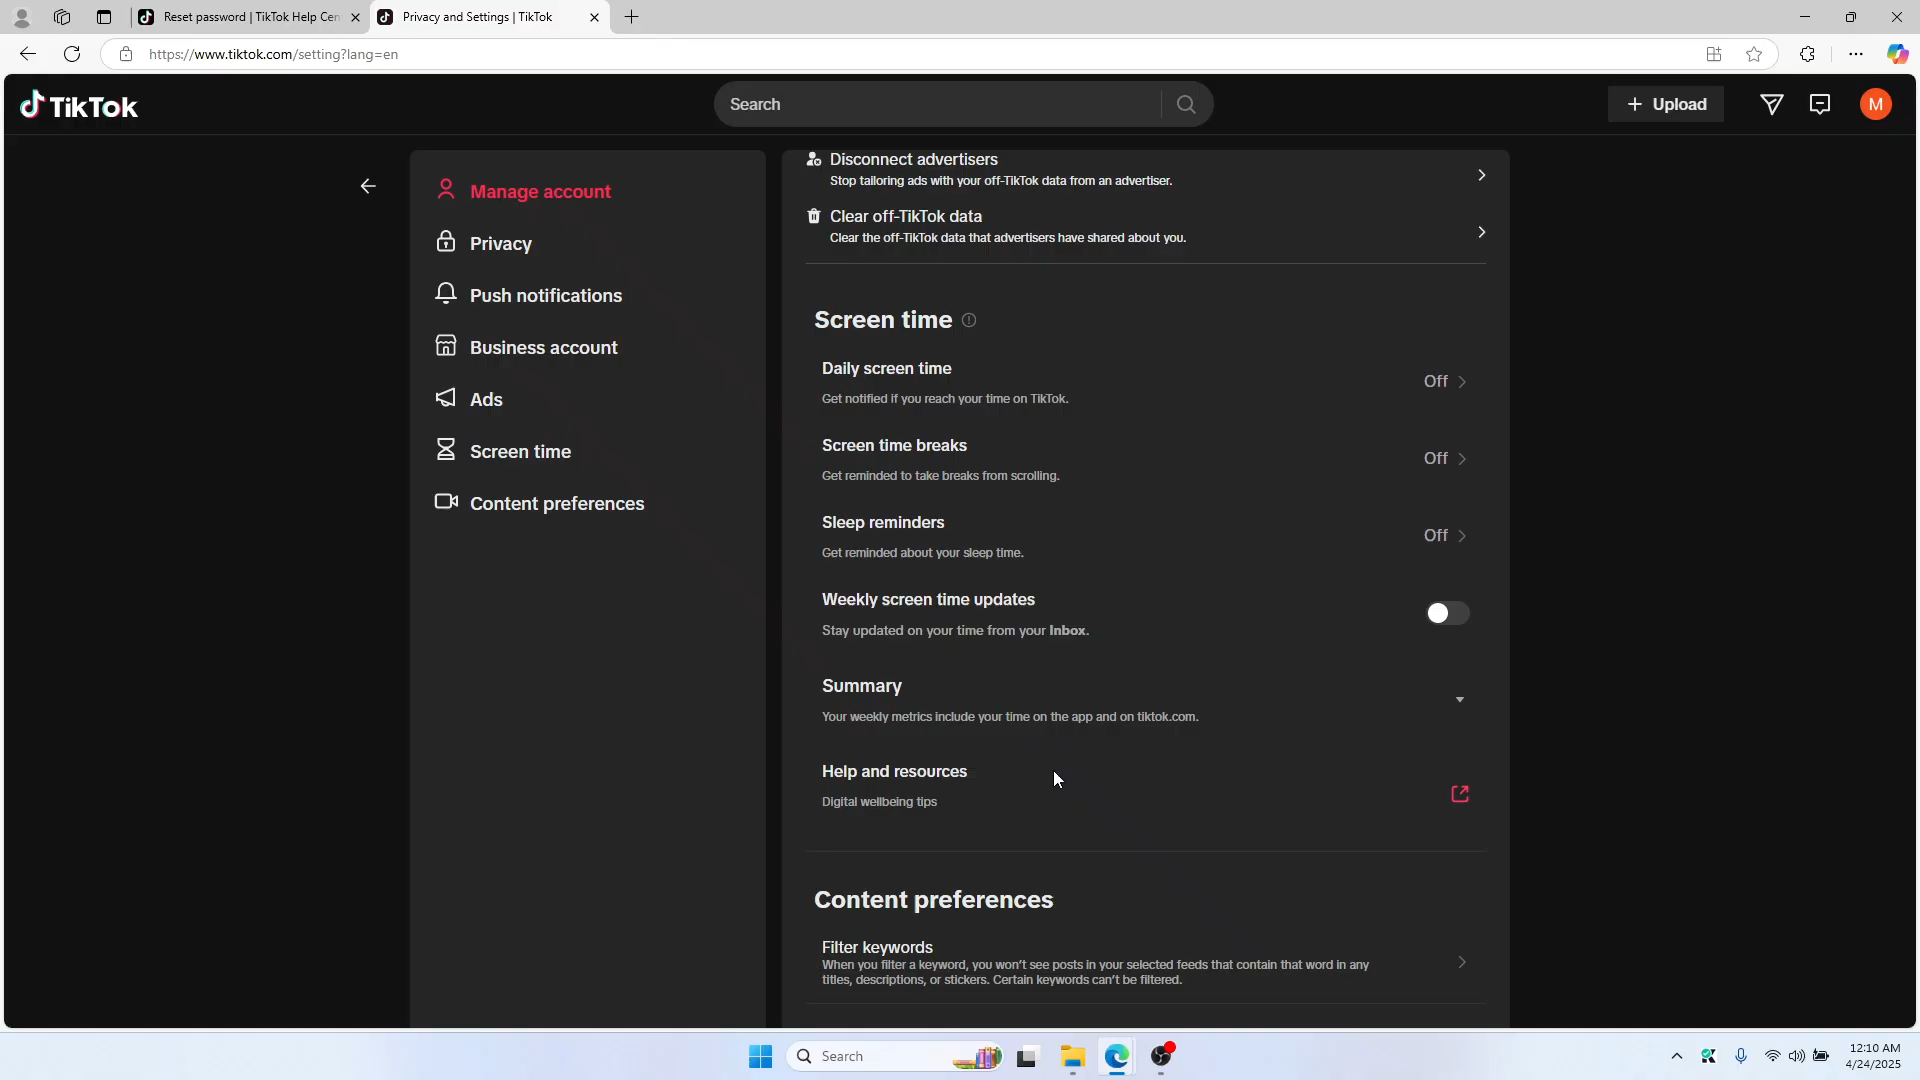 Reset password | TikTok Help Cen
Privacy and Settings | TikTok
https://www.tiktok.com/setting?lang=en
TikTok
Search
Upload
M
Manage account
Privacy
Push notifications
Business account
Ads
Screen time
Content preferences
Disconnect advertisers
Stop tailoring ads with your off-TikTok data from an advertiser.
Clear off-TikTok data
Clear the off-TikTok data that advertisers have shared about you.
Screen time
Daily screen time
Off
Get notified if you reach your time on TikTok.
Screen time breaks
Off
Get reminded to take breaks from scrolling.
Sleep reminders
Off
Get reminded about your sleep time.
Weekly screen time updates
Stay updated on your time from your Inbox.
Summary
Your weekly metrics include your time on the app and on tiktok.com.
Help and resources
Digital wellbeing tips
Content preferences
Filter keywords
When you filter a keyword, you won't see posts in your selected feeds that contain that word in any
titles, descriptions, or stickers. Certain keywords can't be filtered.
Search
12:10 AM
4/24/2025